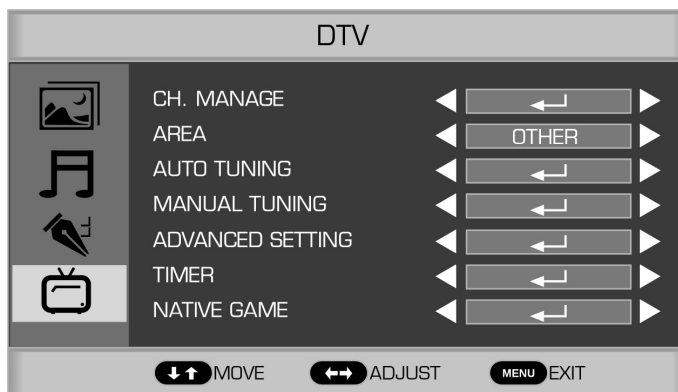 DTV
CH. MANAGE
AREA OTHER
AUTO TUNING
MANUAL TUNING
ADVANCED SETTING
TIMER
NATIVE GAME
MOVE ADJUST MENU EXIT